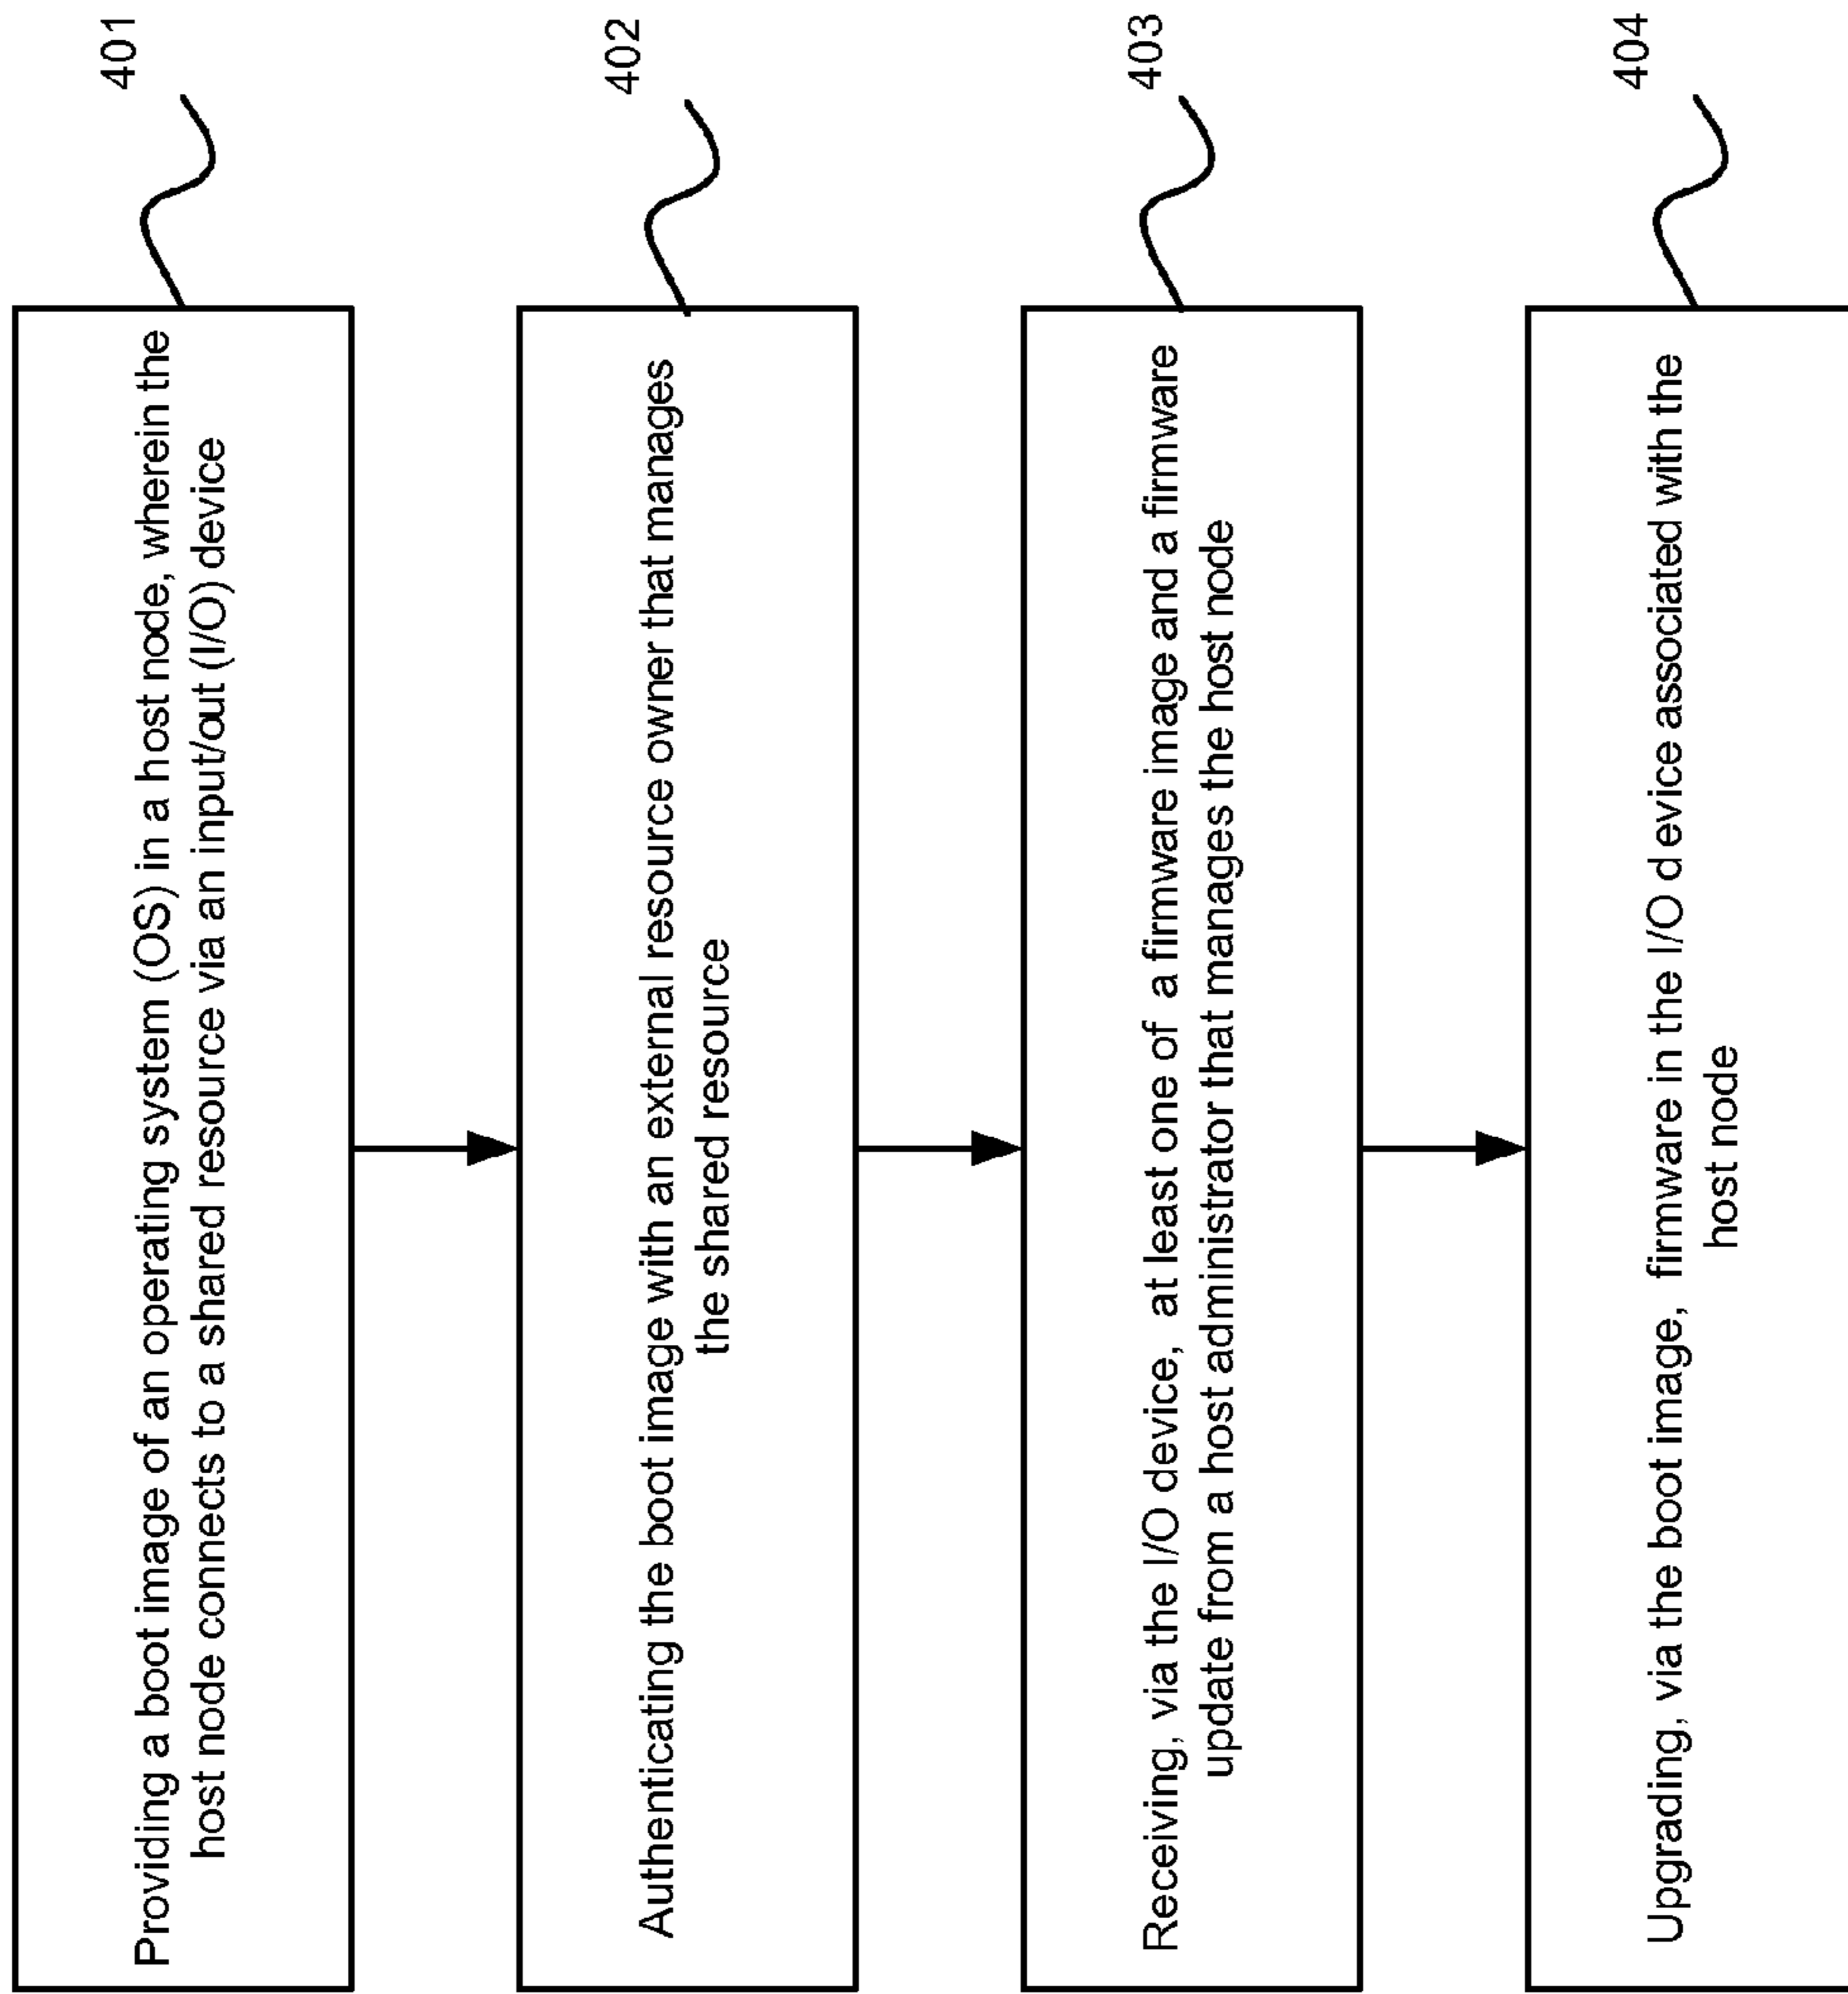 Providing a boot image of an operating system (OS) in a host node, wherein the
host node connects to a shared resource via an input/out (I/O) device
401
Authenticating the boot image with an external resource owner that manages
the shared resource
402
Receiving, via the I/O device, at least one of a firmware image and a firmware
update from a host administrator that manages the host node
403
Upgrading, via the boot image, firmware in the I/O device associated with the
host node
404